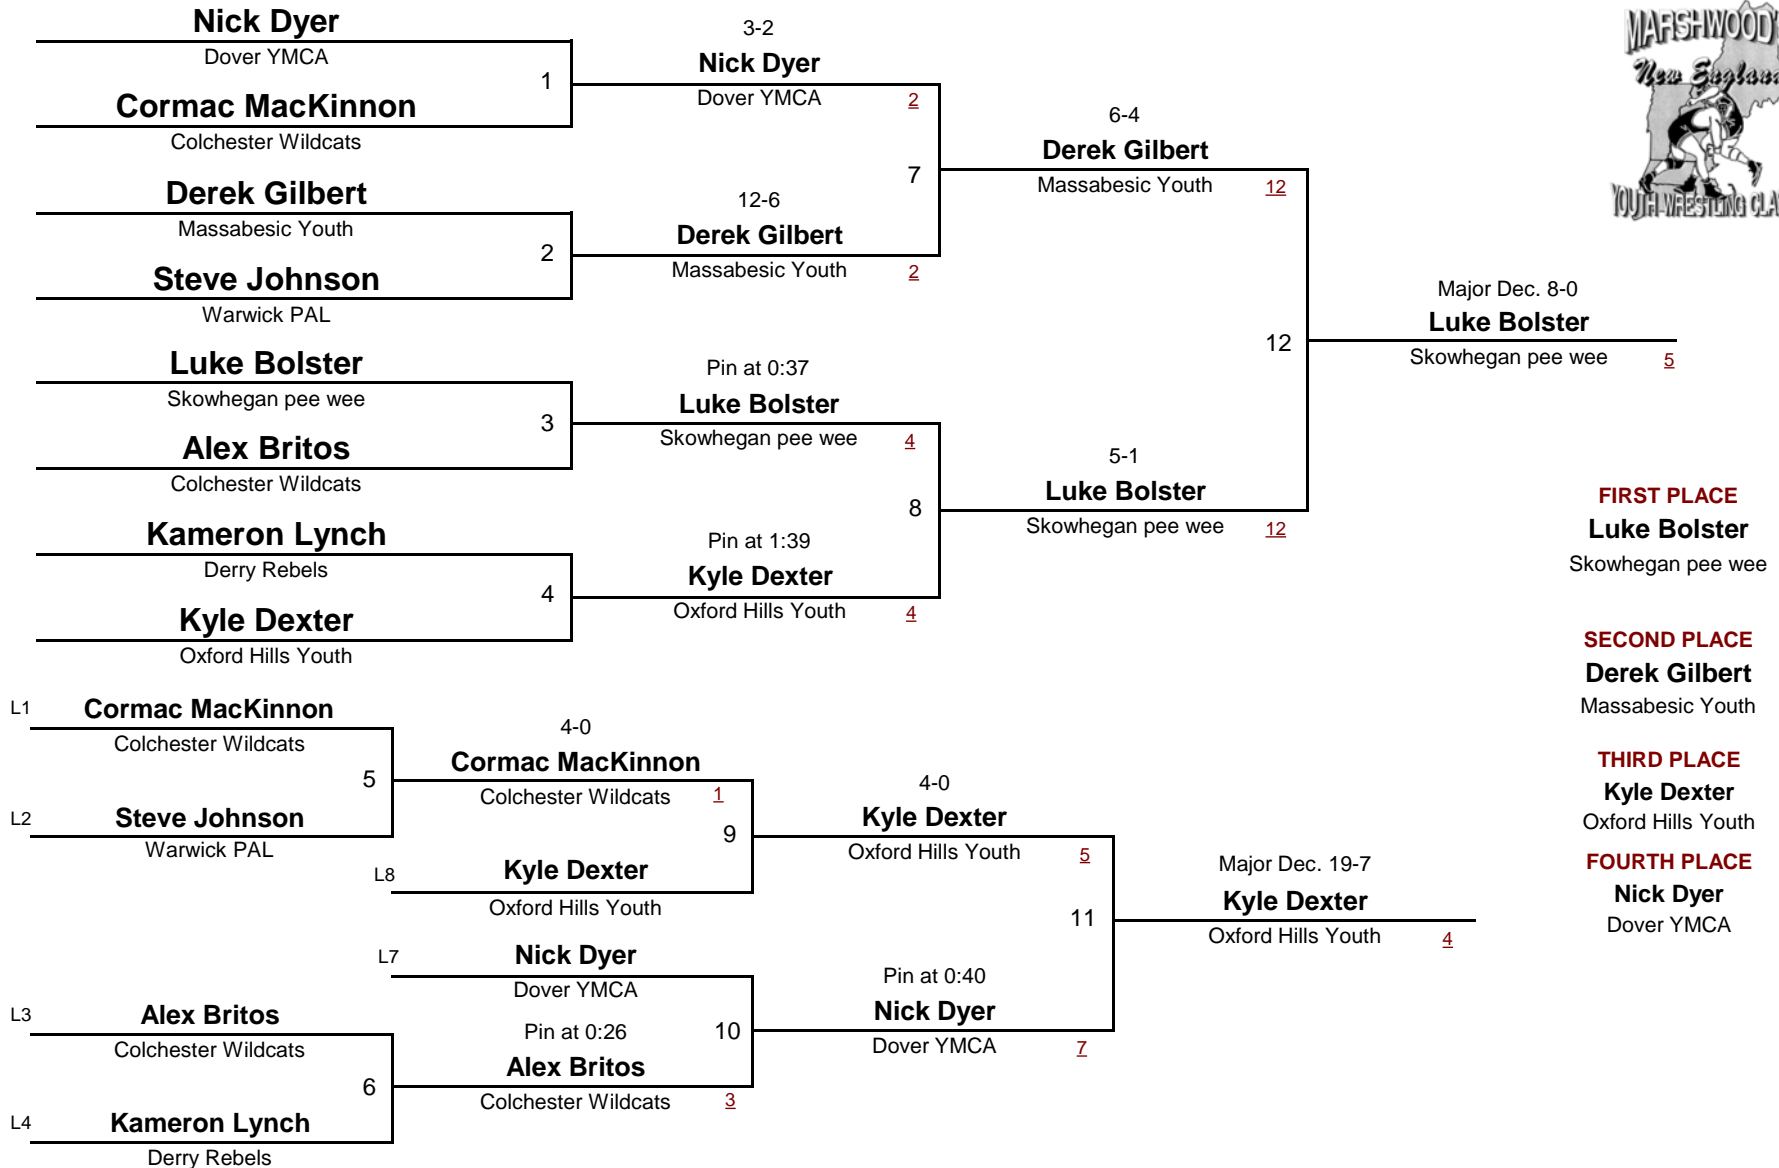 Nick Dyer
Dover YMCA
1
Cormac MacKinnon
Colchester Wildcats
Derek Gilbert
Massabesic Youth
2
Steve Johnson
Warwick PAL
Luke Bolster
Skowhegan pee wee
3
Alex Britos
Colchester Wildcats
Kameron Lynch
Derry Rebels
4
Kyle Dexter
Oxford Hills Youth
3-2
Nick Dyer
Dover YMCA 2
7
12-6
Derek Gilbert
Massabesic Youth 2
Pin at 0:37
Luke Bolster
Skowhegan pee wee 4
8
Pin at 1:39
Kyle Dexter
Oxford Hills Youth 4
6-4
Derek Gilbert
Massabesic Youth 12
12
5-1
Luke Bolster
Skowhegan pee wee 12
Major Dec. 8-0
Luke Bolster
Skowhegan pee wee 5
MARSHWOOD'
New England
YOUTH WRESTLING CLA
FIRST PLACE
Luke Bolster
Skowhegan pee wee
SECOND PLACE
Derek Gilbert
Massabesic Youth
THIRD PLACE
Kyle Dexter
Oxford Hills Youth
FOURTH PLACE
Nick Dyer
Dover YMCA
L1 Cormac MacKinnon
Colchester Wildcats
5
L2 Steve Johnson
Warwick PAL
4-0
Cormac MacKinnon
Colchester Wildcats 1
9
L8 Kyle Dexter
Oxford Hills Youth
L7 Nick Dyer
Dover YMCA
10
Pin at 0:26
Alex Britos
Colchester Wildcats 3
L3 Alex Britos
Colchester Wildcats
6
L4 Kameron Lynch
Derry Rebels
4-0
Kyle Dexter
Oxford Hills Youth 5
11
Pin at 0:40
Nick Dyer
Dover YMCA 7
Major Dec. 19-7
Kyle Dexter
Oxford Hills Youth 4